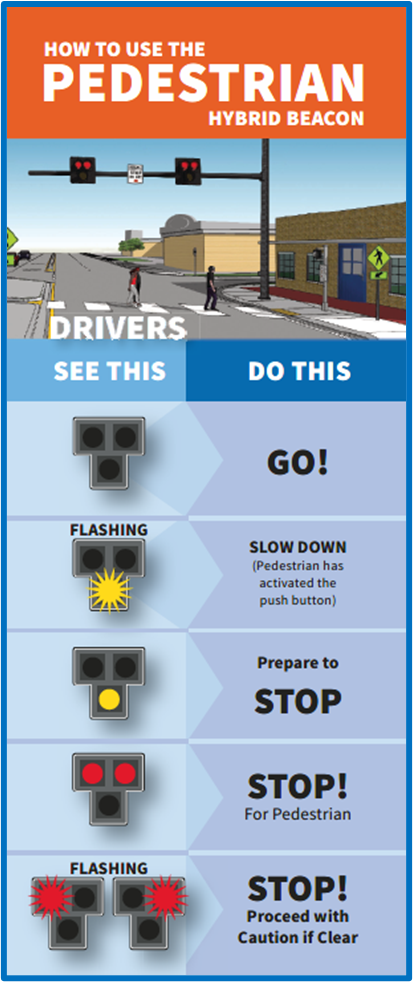 HOW TO USE THE
PEDESTRIAN
HYBRID BEACON
DRIVERS
SEE THIS
DO THIS
GO!
FLASHING
SLOW DOWN
(Pedestrian has
activated the
push button)
Prepare to
STOP
STOP!
For Pedestrian
FLASHING
STOP!
Proceed with
Caution if Clear